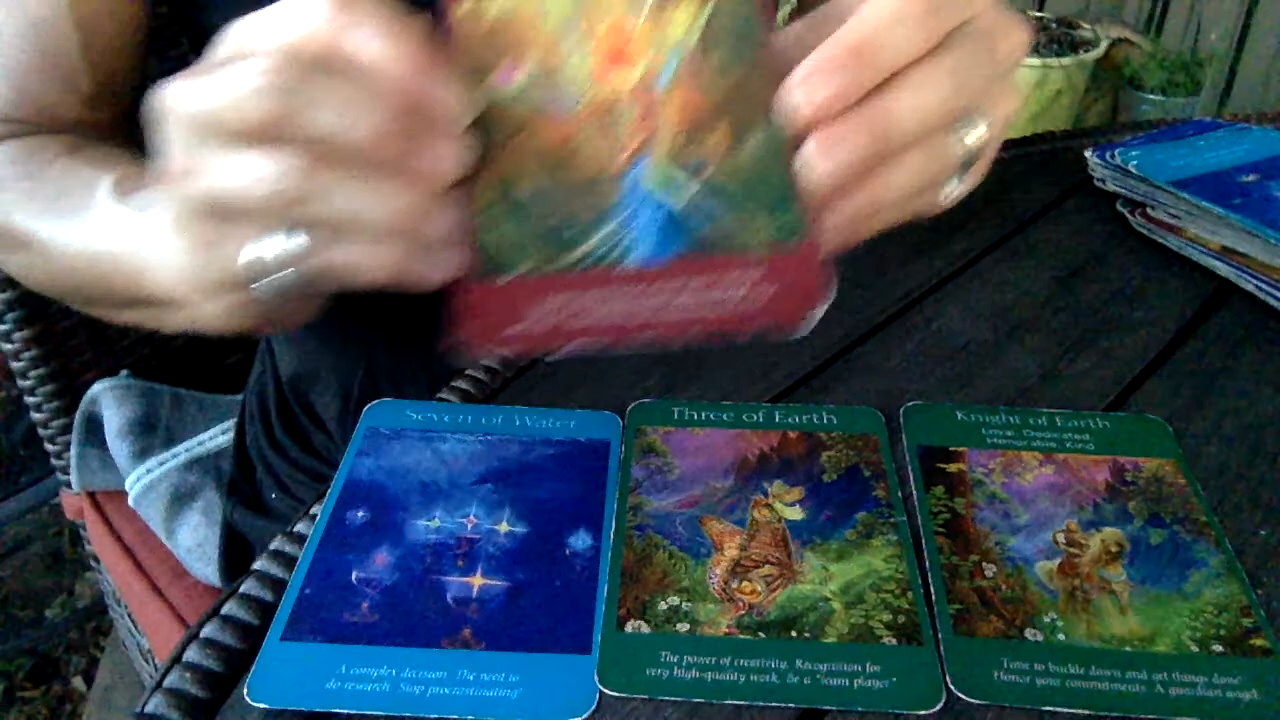 Seven of Water
A complex decision. The need to
do research. Stop procrastinating!
Three of Earth
The power of creativity. Recognition for
very high-quality work. Be a "team player"
Knight of Earth
Loyal. Dedicated.
Honorable. Kind
Time to buckle down and get things done
Honor your commitments. A guardian angel